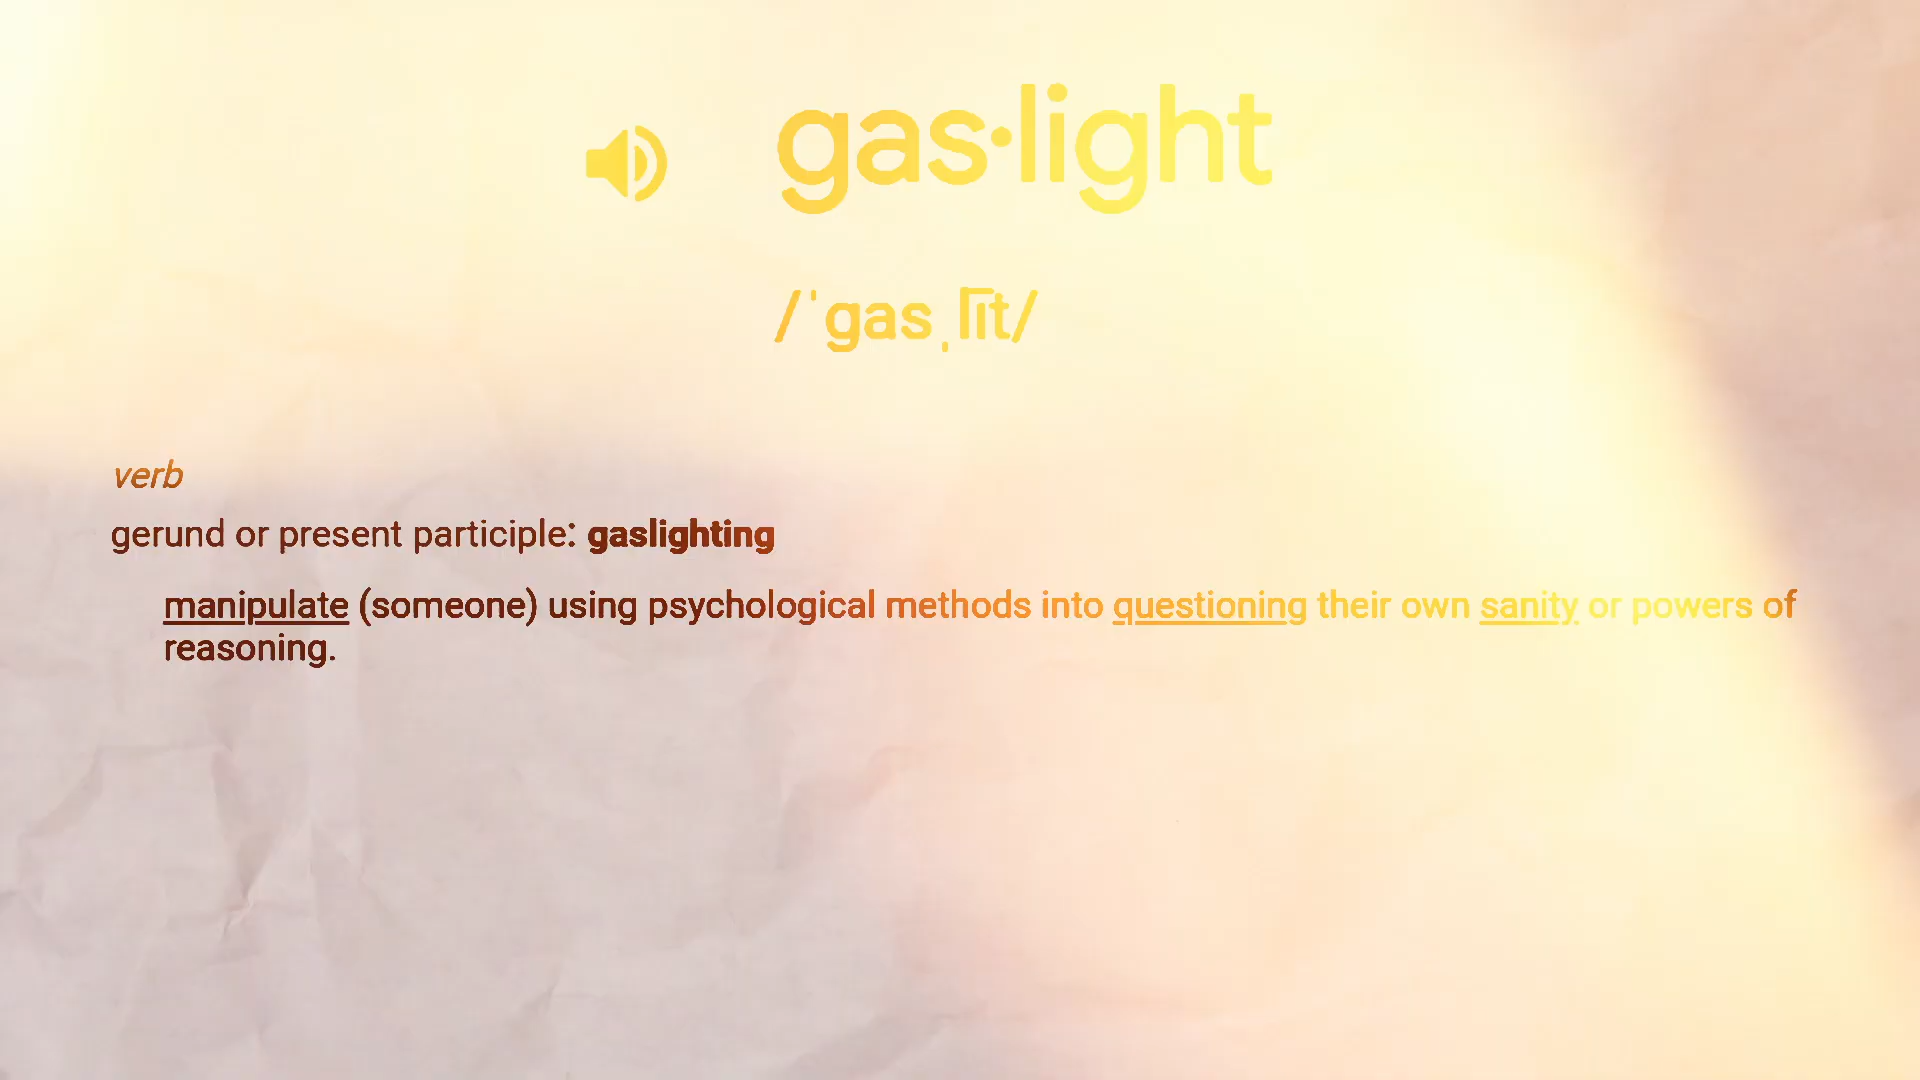 gas·light
/ˈgasˌlīt/
verb
gerund or present participle: gaslighting
manipulate (someone) using psychological methods into questioning their own sanity or powers of
reasoning.